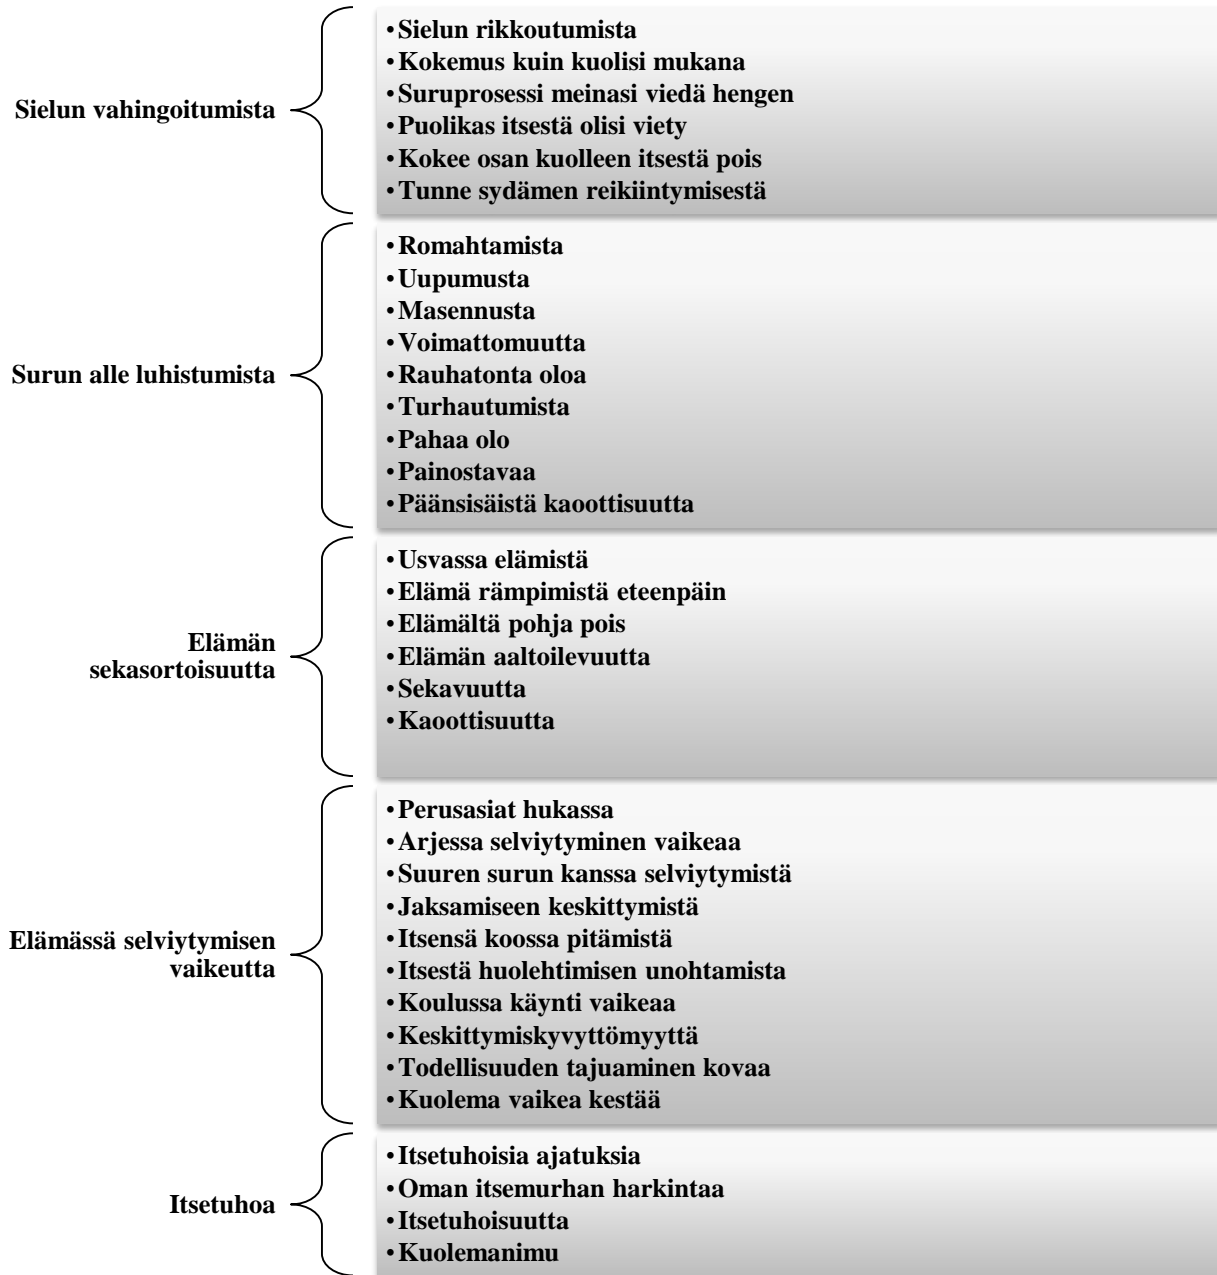 Sielun vahingoitumista
•Sielun rikkoutumista
•Kokemus kuin kuolisi mukana
•Suruprosessi meinasi viedä hengen
•Puolikas itsestä olisi viety
•Kokee osan kuolleen itsestä pois
•Tunne sydämen reikiintymisestä
Surun alle luhistumista
•Romahtamista
•Uupumusta
•Masennusta
•Voimattomuutta
•Rauhatonta oloa
•Turhautumista
•Pahaa olo
•Painostavaa
•Päänsisäistä kaoottisuutta
Elämän
sekasortoisuutta
•Usvassa elämistä
•Elämä rämpimistä eteenpäin
•Elämältä pohja pois
•Elämän aaltoilevuutta
•Sekavuutta
•Kaoottisuutta
Elämässä selviytymisen
vaikeutta
•Perusasiat hukassa
•Arjessa selviytyminen vaikeaa
•Suuren surun kanssa selviytymistä
•Jaksamiseen keskittymistä
•Itsensä koossa pitämistä
•Itsestä huolehtimisen unohtamista
•Koulussa käynti vaikeaa
•Keskittymiskyvyttömyyttä
•Todellisuuden tajuaminen kovaa
•Kuolema vaikea kestää
Itsetuhoa
•Itsetuhoisia ajatuksia
•Oman itsemurhan harkintaa
•Itsetuhoisuutta
•Kuolemanimu